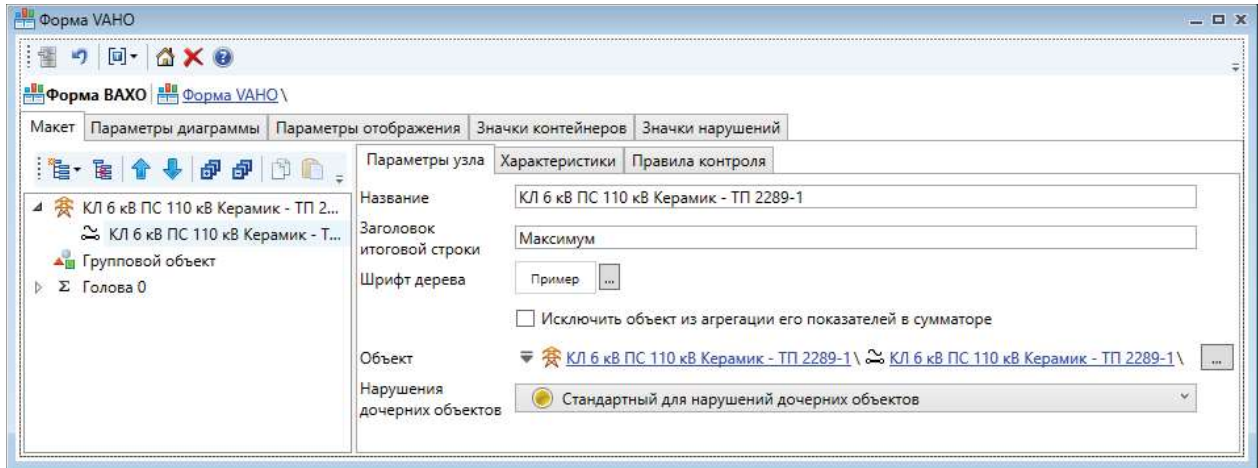 Форма VAHO
Форма ВАХО Форма VAHO\
Макет Параметры диаграммы Параметры отображения Значки контейнеров Значки нарушений
Параметры узла Характеристики Правила контроля
КЛ 6 кВ ПС 110 кВ Керамик - ТП 2...
КЛ 6 кВ ПС 110 кВ Керамик - Т...
Групповой объект
Σ Голова 0
Название КЛ 6 кВ ПС 110 кВ Керамик - ТП 2289-1
Заголовок
итоговой строки Максимум
Шрифт дерева Пример ...
Исключить объект из агрегации его показателей в сумматоре
Объект КЛ 6 кВ ПС 110 кВ Керамик - ТП 2289-1\ КЛ 6 кВ ПС 110 кВ Керамик - ТП 2289-1\ ...
Нарушения
дочерних объектов Стандартный для нарушений дочерних объектов